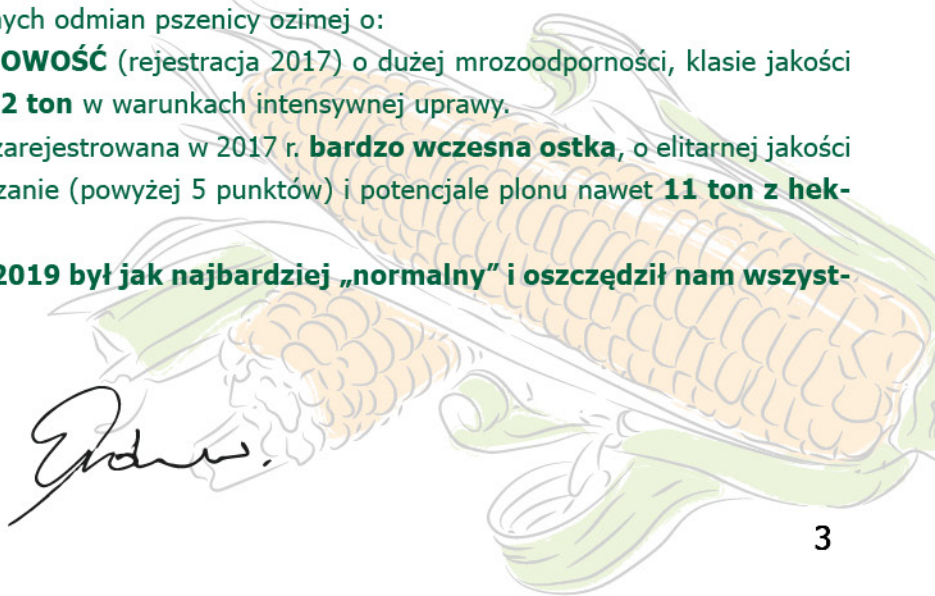 nych odmian pszenicy ozimej o:
OWOŚĆ (rejestracja 2017) o dużej mrozoodporności, klasie jakości
2 ton w warunkach intensywnej uprawy.
zarejestrowana w 2017 r. bardzo wczesna ostka, o elitarnej jakości
zanie (powyżej 5 punktów) i potencjale plonu nawet 11 ton z hek-
2019 był jak najbardziej „normalny” i oszczędził nam wszyst-
3